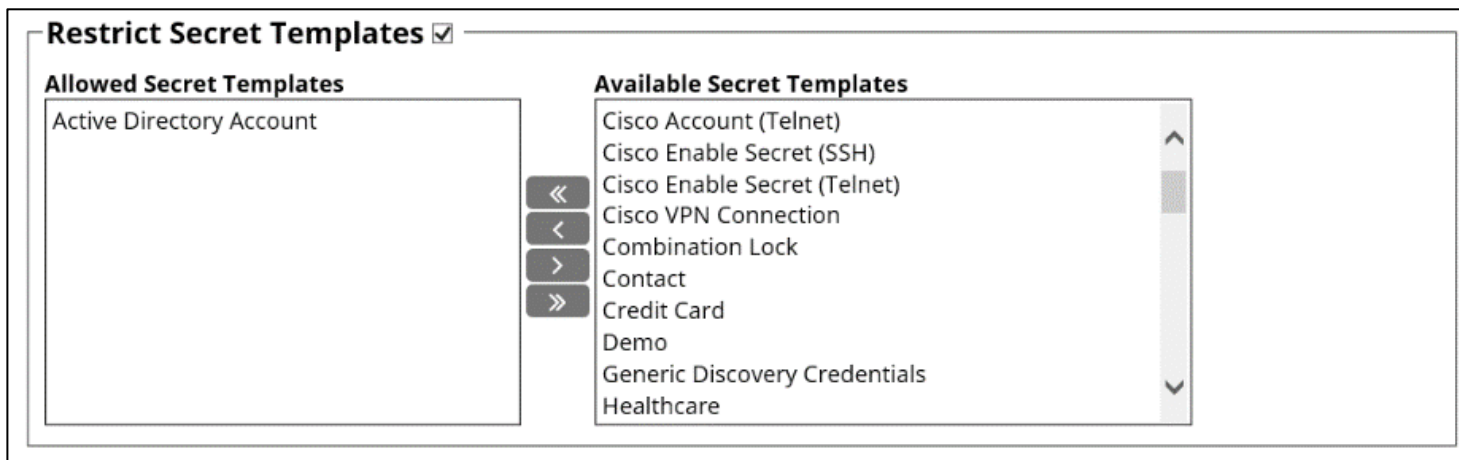 Restrict Secret Templates
Allowed Secret Templates
Active Directory Account
Available Secret Templates
Cisco Account (Telnet)
Cisco Enable Secret (SSH)
Cisco Enable Secret (Telnet)
Cisco VPN Connection
Combination Lock
Contact
Credit Card
Demo
Generic Discovery Credentials
Healthcare